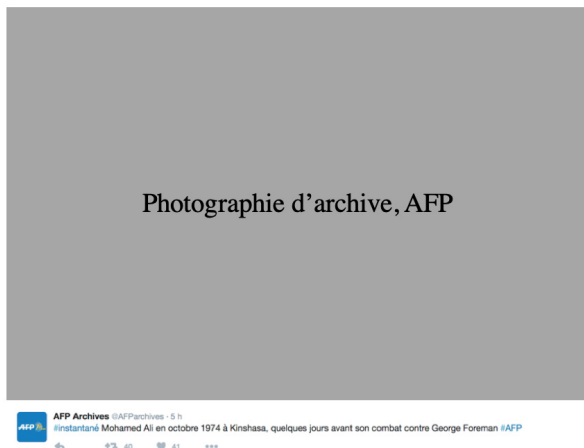 Photographie d’archive, AFP
AFP Archives @AFParchives · 5 h
AFP
#instantané Mohamed Ali en octobre 1974 à Kinshasa, quelques jours avant son combat contre George Foreman #AFP
40 41